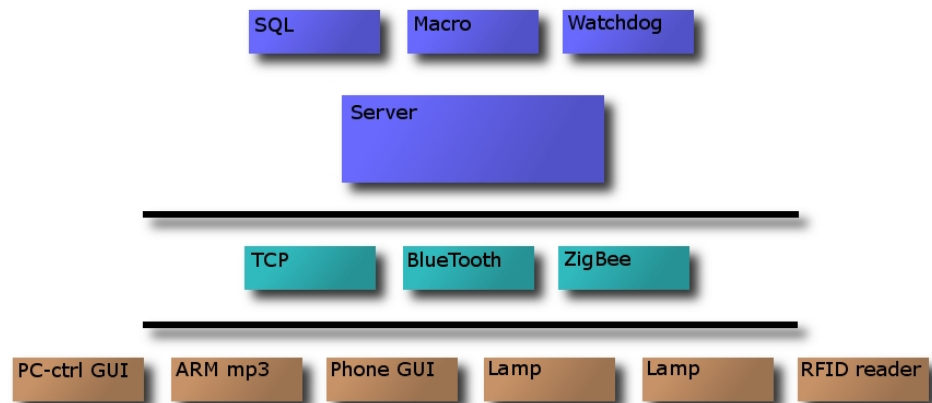 SQL
Macro
Watchdog
Server
TCP
BlueTooth
ZigBee
PC-ctrl GUI
ARM mp3
Phone GUI
Lamp
Lamp
RFID reader